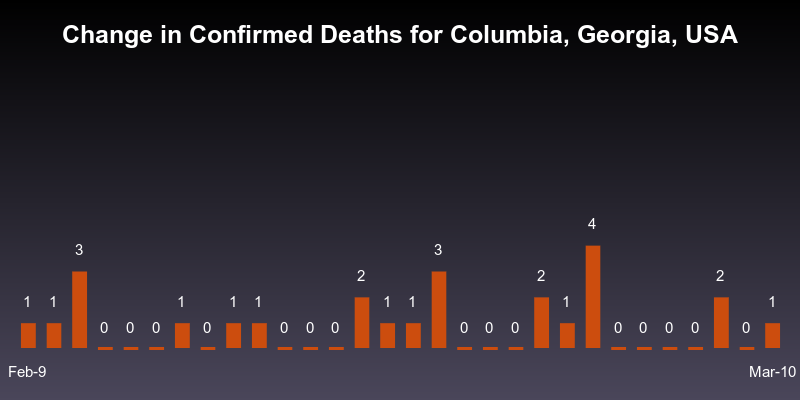 Change in Confirmed Deaths for Columbia, Georgia, USA
4
3 3
2 2 2
1 1 1 1 1 1 1 1 1
0 0 0 0 0 0 0 0 0 0 0 0 0 0 0 0
Feb-9 Mar-10